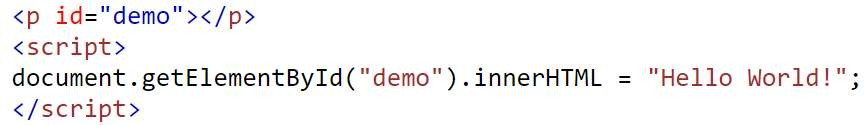 <p id="demo"></p>
<script>
document.getElementById("demo").innerHTML = "Hello World!";
</script>